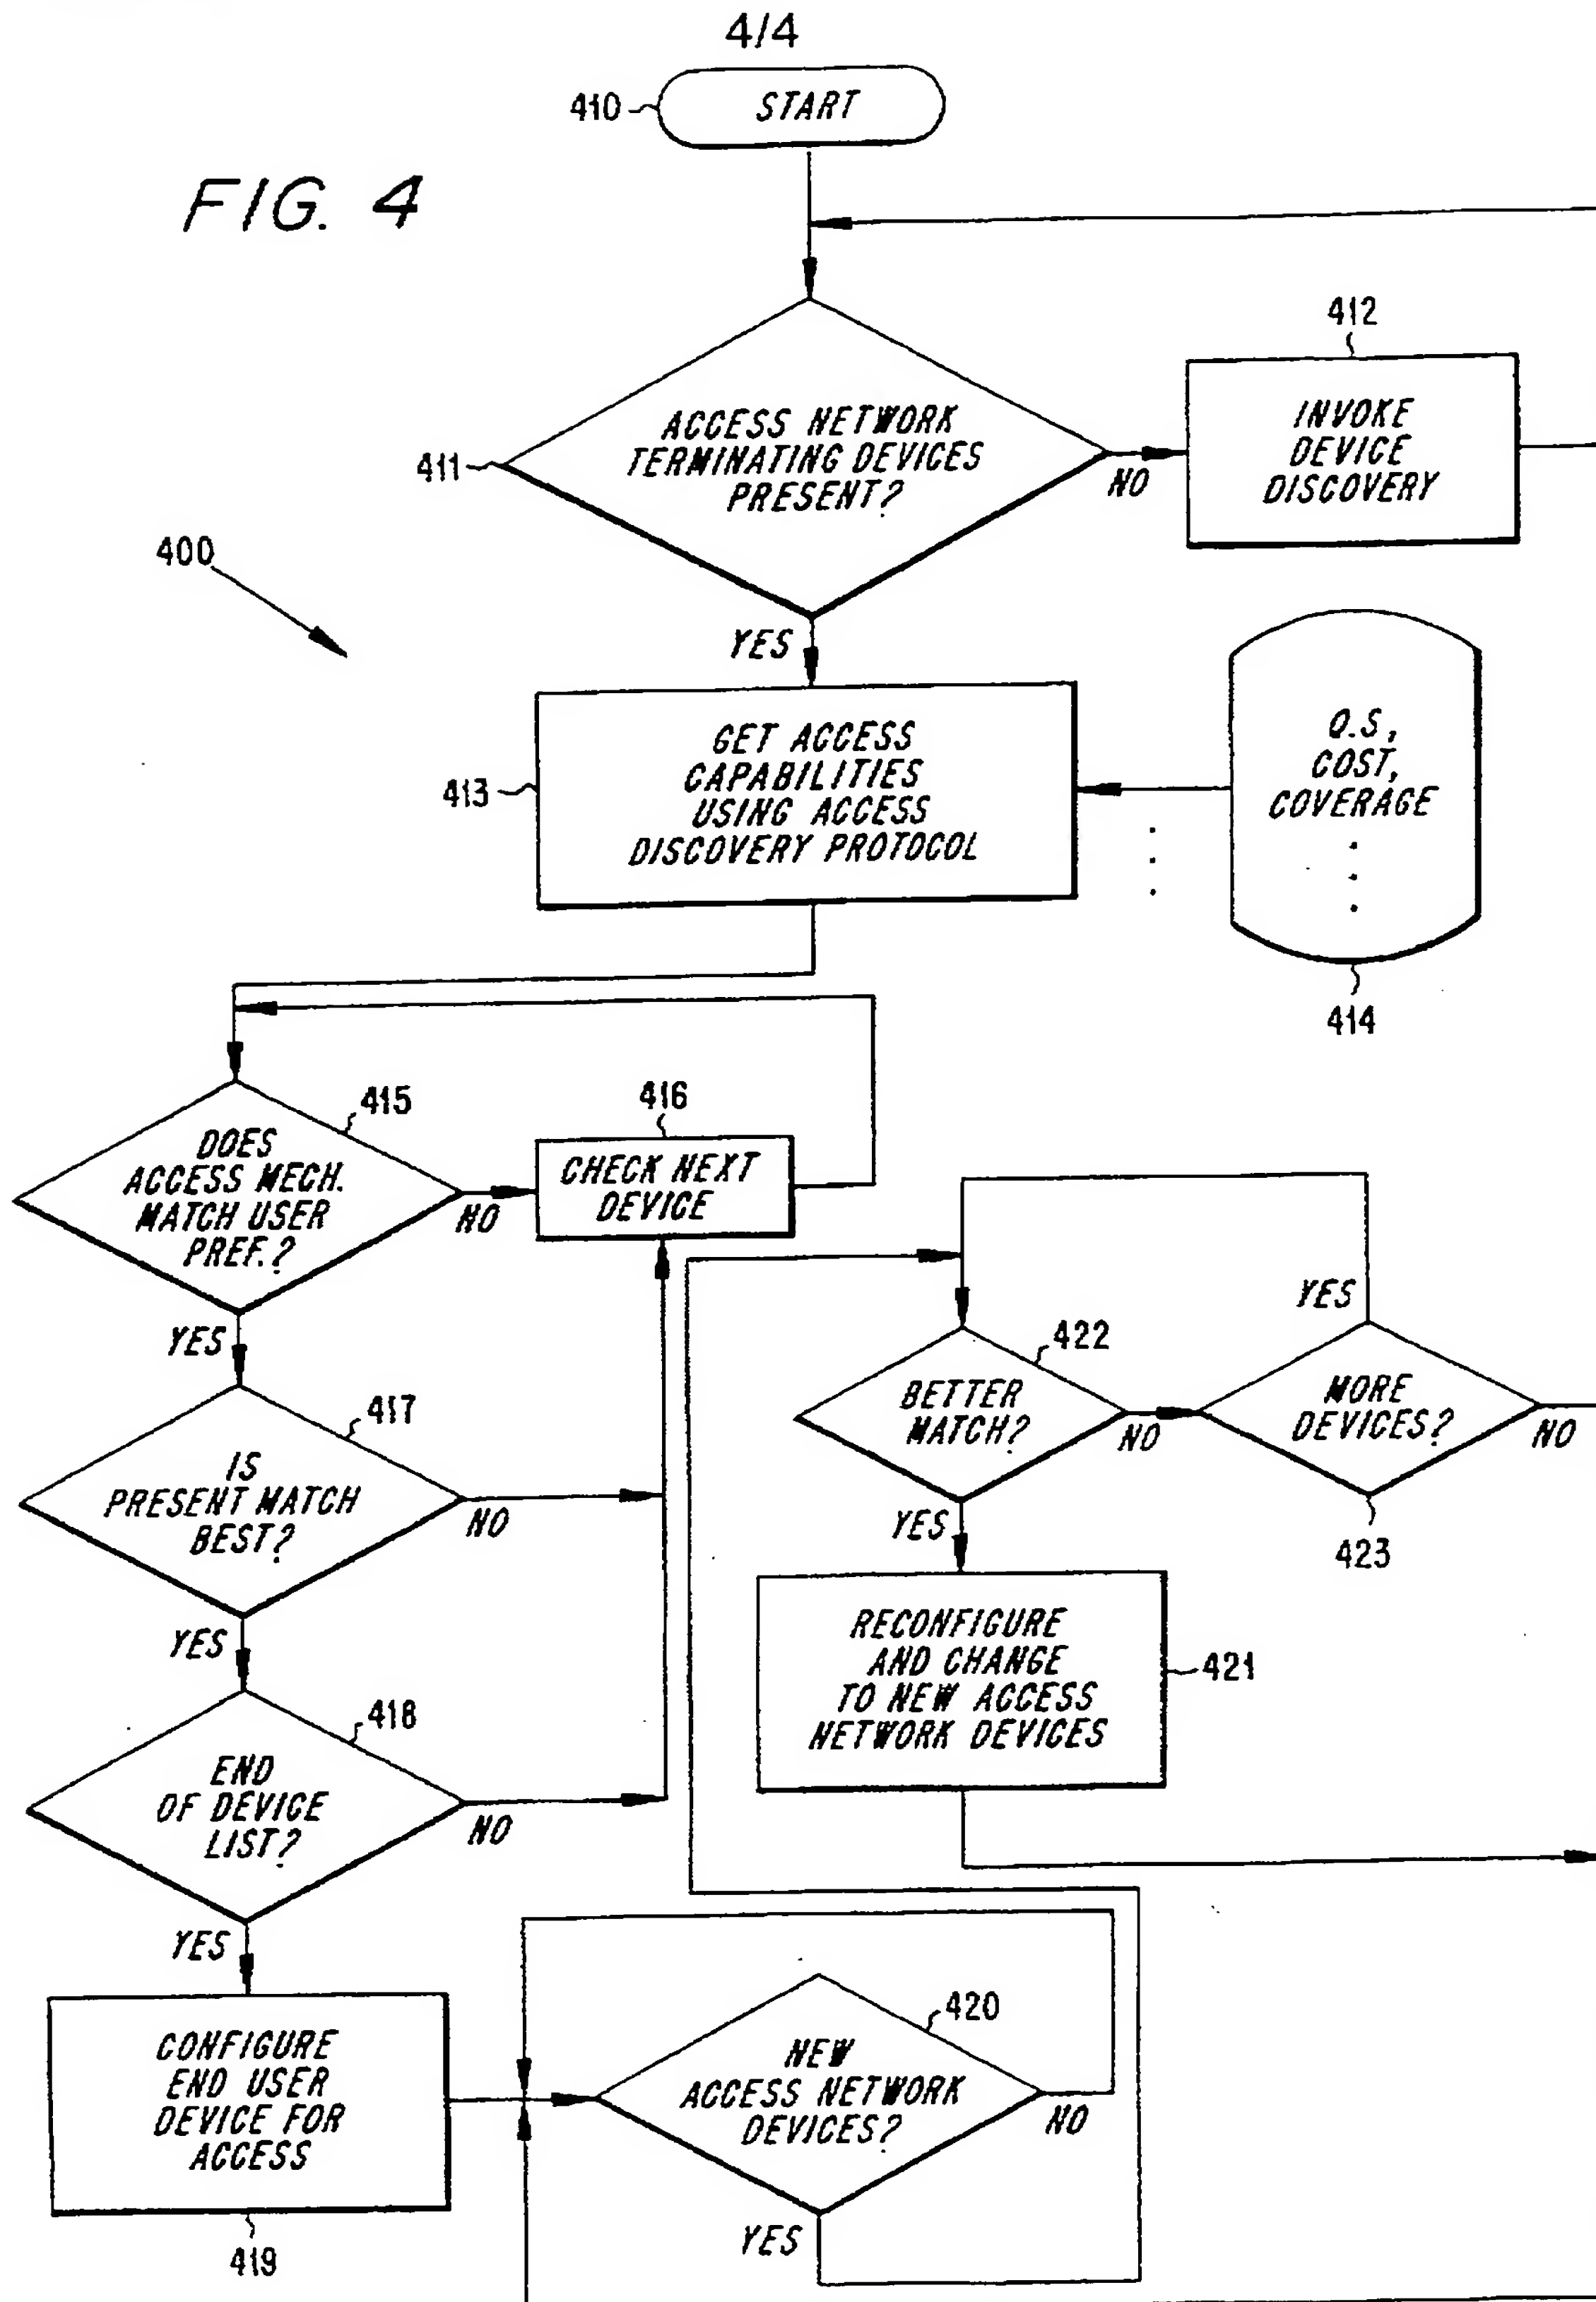 4/4
410
START
FIG. 4
412
411
ACCESS NETWORK
TERMINATING DEVICES
PRESENT?
NO
INVOKE
DEVICE
DISCOVERY
400
YES
413
GET ACCESS
CAPABILITIES
USING ACCESS
DISCOVERY PROTOCOL
Q.S,
COST,
COVERAGE
414
415
DOES
ACCESS MECH.
MATCH USER
PREF.?
NO
416
CHECK NEXT
DEVICE
YES
417
IS
PRESENT MATCH
BEST?
NO
YES
418
END
OF DEVICE
LIST?
NO
YES
422
BETTER
MATCH?
NO
YES
MORE
DEVICES?
NO
423
YES
RECONFIGURE
AND CHANGE
TO NEW ACCESS
NETWORK DEVICES
421
CONFIGURE
END USER
DEVICE FOR
ACCESS
419
420
NEW
ACCESS NETWORK
DEVICES?
NO
YES